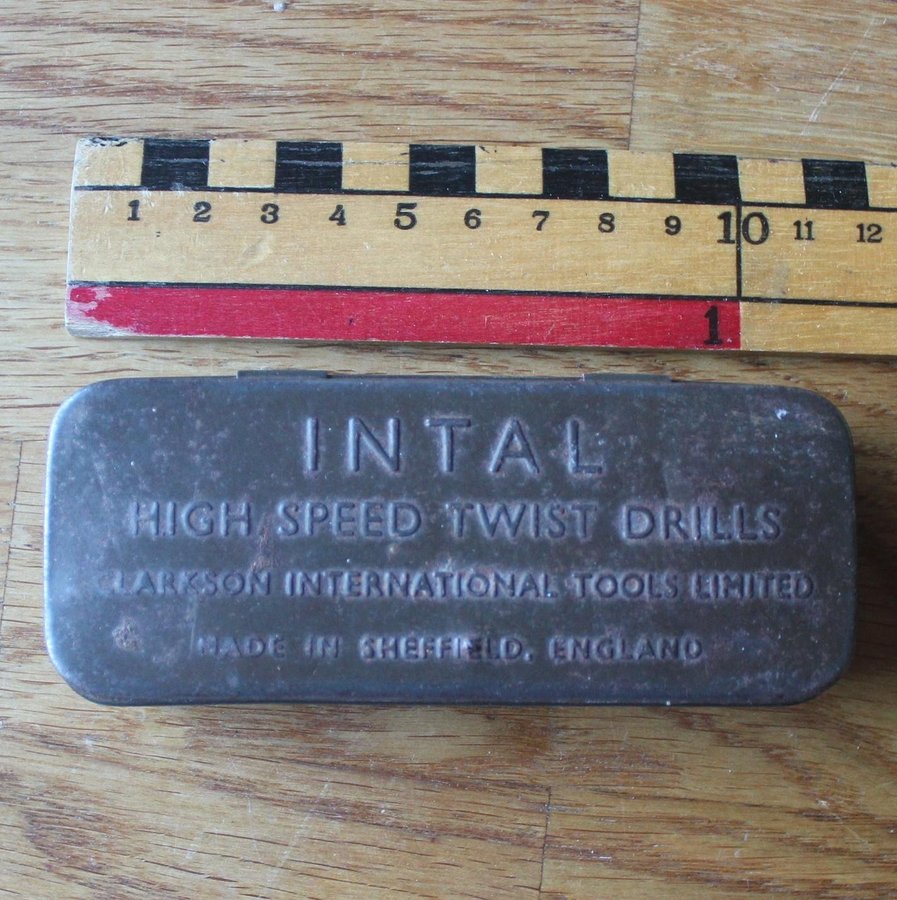 1 2 3 4 5 6 7 8 9 10 11 12
1
INTAL
HIGH SPEED TWIST DRILLS
CLARKSON INTERNATIONAL TOOLS LIMITED
MADE IN SHEFFIELD, ENGLAND